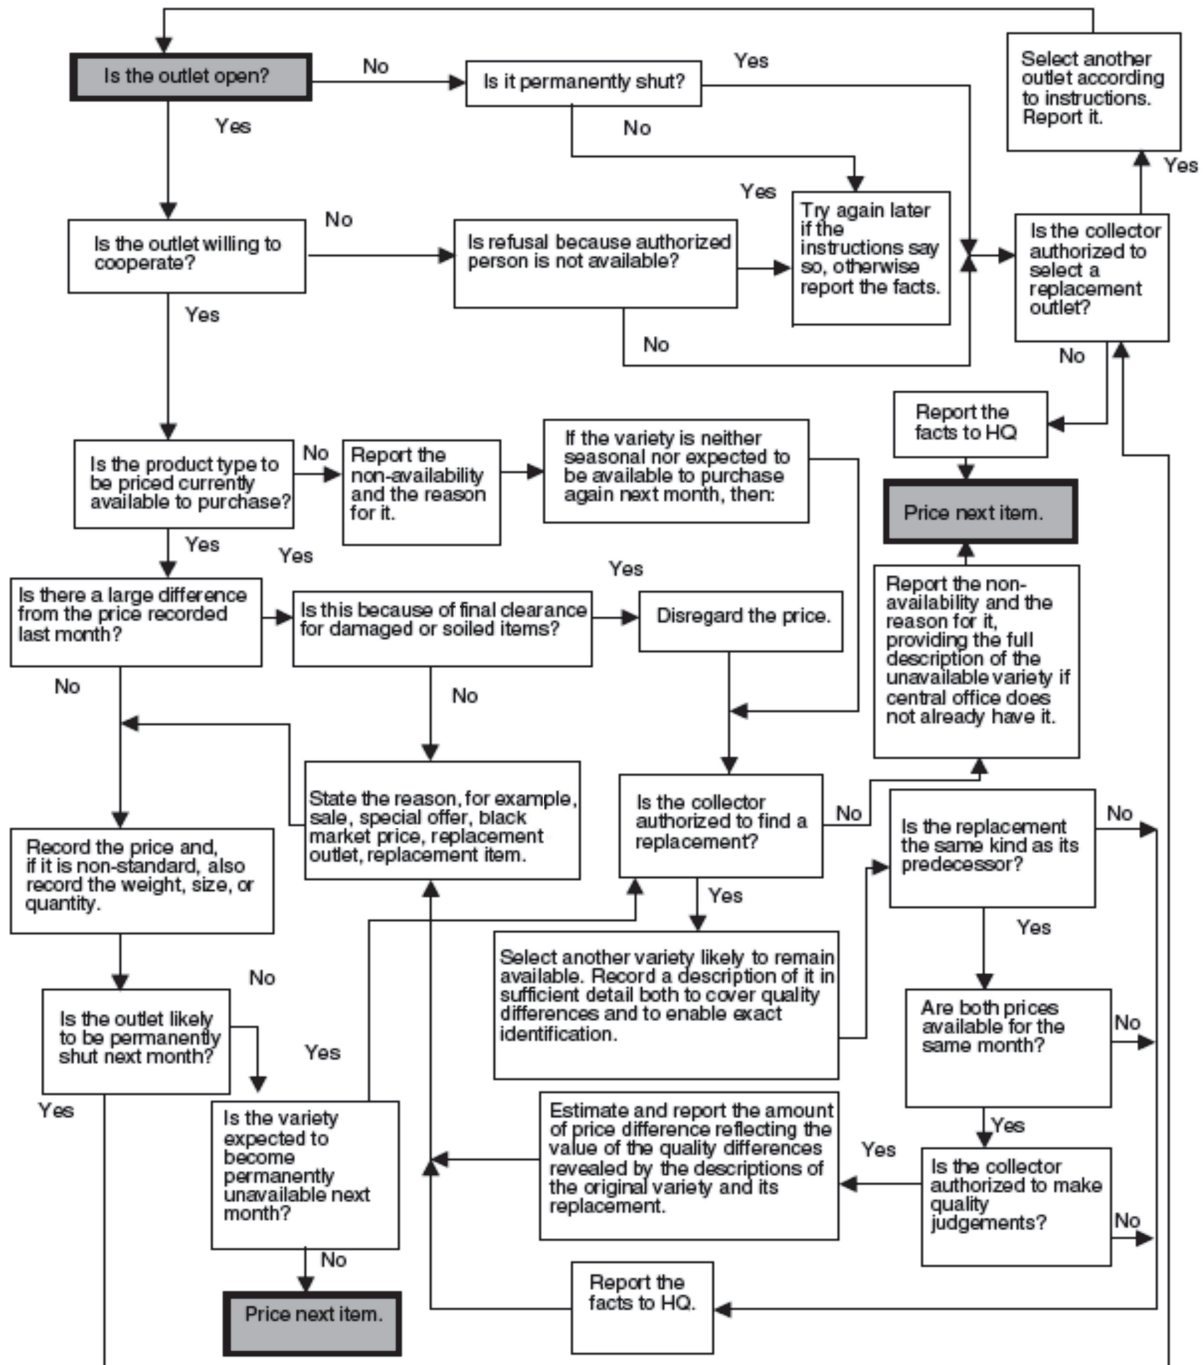 Is the outlet open?
No
Is it permanently shut?
Yes
Select another
outlet according
to instructions.
Report it.
Yes
No
Yes
Is the outlet willing to
cooperate?
No
Is refusal because authorized
person is not available?
Yes
Try again later
if the
instructions say
so, otherwise
report the facts.
Is the collector
authorized to
select a
replacement
outlet?
Yes
No
No
Report the
facts to HQ
Is the product type to
be priced currently
available to purchase?
No
Report the
non-availability
and the reason
for it.
If the variety is neither
seasonal nor expected to
be available to purchase
again next month, then:
Price next item.
Yes
Yes
Yes
Is there a large difference
from the price recorded
last month?
Is this because of final clearance
for damaged or soiled items?
Disregard the price.
Report the non-
availability and the
reason for it,
providing the full
description of the
unavailable variety if
central office does
not already have it.
No
No
State the reason, for example,
sale, special offer, black
market price, replacement
outlet, replacement item.
Is the collector
authorized to find a
replacement?
No
Is the replacement
the same kind as its
predecessor?
No
Record the price and,
if it is non-standard, also
record the weight, size, or
quantity.
Yes
Yes
Select another variety likely to remain
available. Record a description of it in
sufficient detail both to cover quality
differences and to enable exact
identification.
No
Is the outlet likely
to be permanently
shut next month?
Yes
Are both prices
available for the
same month?
No
Yes
Is the variety
expected to
become
permanently
unavailable next
month?
Estimate and report the amount
of price difference reflecting the
value of the quality differences
revealed by the descriptions of
the original variety and its
replacement.
Yes
Yes
Is the collector
authorized to make
quality
judgements?
No
No
Report the
facts to HQ.
Price next item.